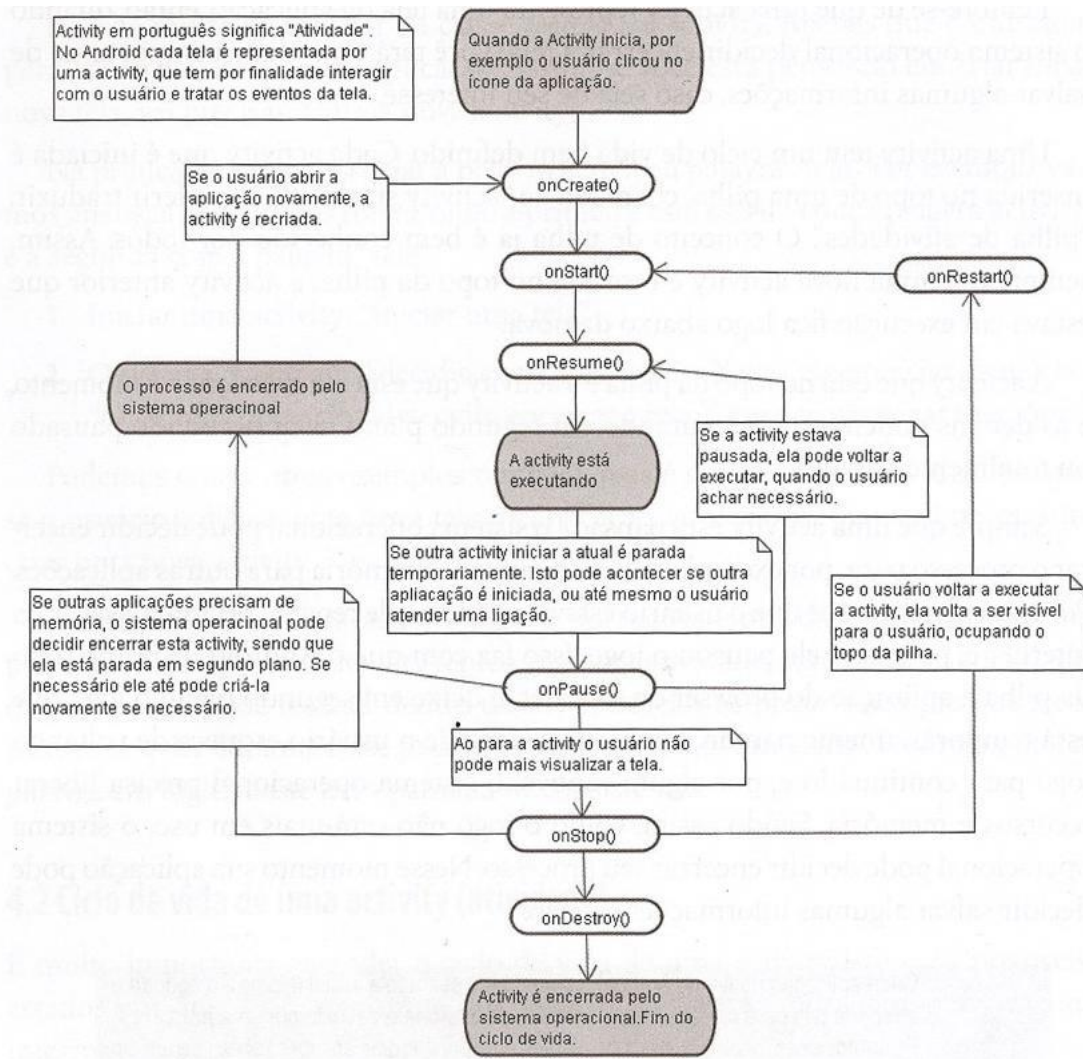 Activity em português significa "Atividade".
No Android cada tela é representada por
uma activity, que tem por finalidade interagir
com o usuário e tratar os eventos da tela.
Quando a Activity Inicia, por
exemplo o usuário clicou no
ícone da aplicação.
Se o usuário abrir a
aplicação novamente, a
activity é recriada.
onCreate()
onStart()
onRestart()
onResume()
O processo é encerrado pelo
sistema operacinoal
A activity está
executando
Se a activity estava
pausada, ela pode voltar a
executar, quando o usuário
achar necessário.
Se outra activity iniciar a atual é parada
temporariamente. Isto pode acontecer se outra
apliacação é iniciada, ou até mesmo o usuário
atender uma ligação.
Se outras aplicações precisam de
memória, o sistema operacinoal pode
decidir encerrar esta activity, sendo que
ela está parada em segundo plano. Se
necessário ele até pode criá-la
novamente se necessário.
Se o usuário voltar a executar
a activity, ela volta a ser visível
para o usuário, ocupando o
topo da pilha.
onPause()
Ao para a activity o usuário não
pode mais visualizar a tela.
onStop()
onDestroy()
Activity é encerrada pelo
sistema operacional.Fim do
ciclo de vida.